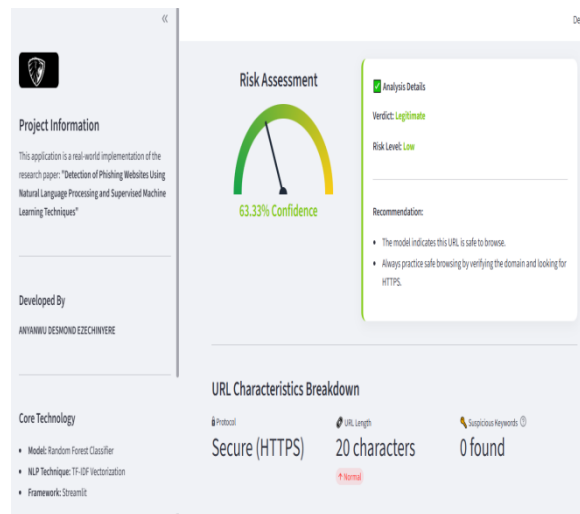 «
De
Project Information
This application is a real-world implementation of the
research paper: "Detection of Phishing Websites Using
Natural Language Processing and Supervised Machine
Learning Techniques"
Developed By
ANYANWU DESMOND EZECHINYERE
Core Technology
• Model: Random Forest Classifier
• NLP Technique: TF-IDF Vectorization
• Framework: Streamlit
Risk Assessment
63.33% Confidence
✅ Analysis Details
Verdict: Legitimate
Risk Level: Low
Recommendation:
• The model indicates this URL is safe to browse.
• Always practice safe browsing by verifying the domain and looking for
HTTPS.
URL Characteristics Breakdown
Protocol
Secure (HTTPS)
URL Length
20 characters
↑ Normal
Suspicious Keywords
0 found